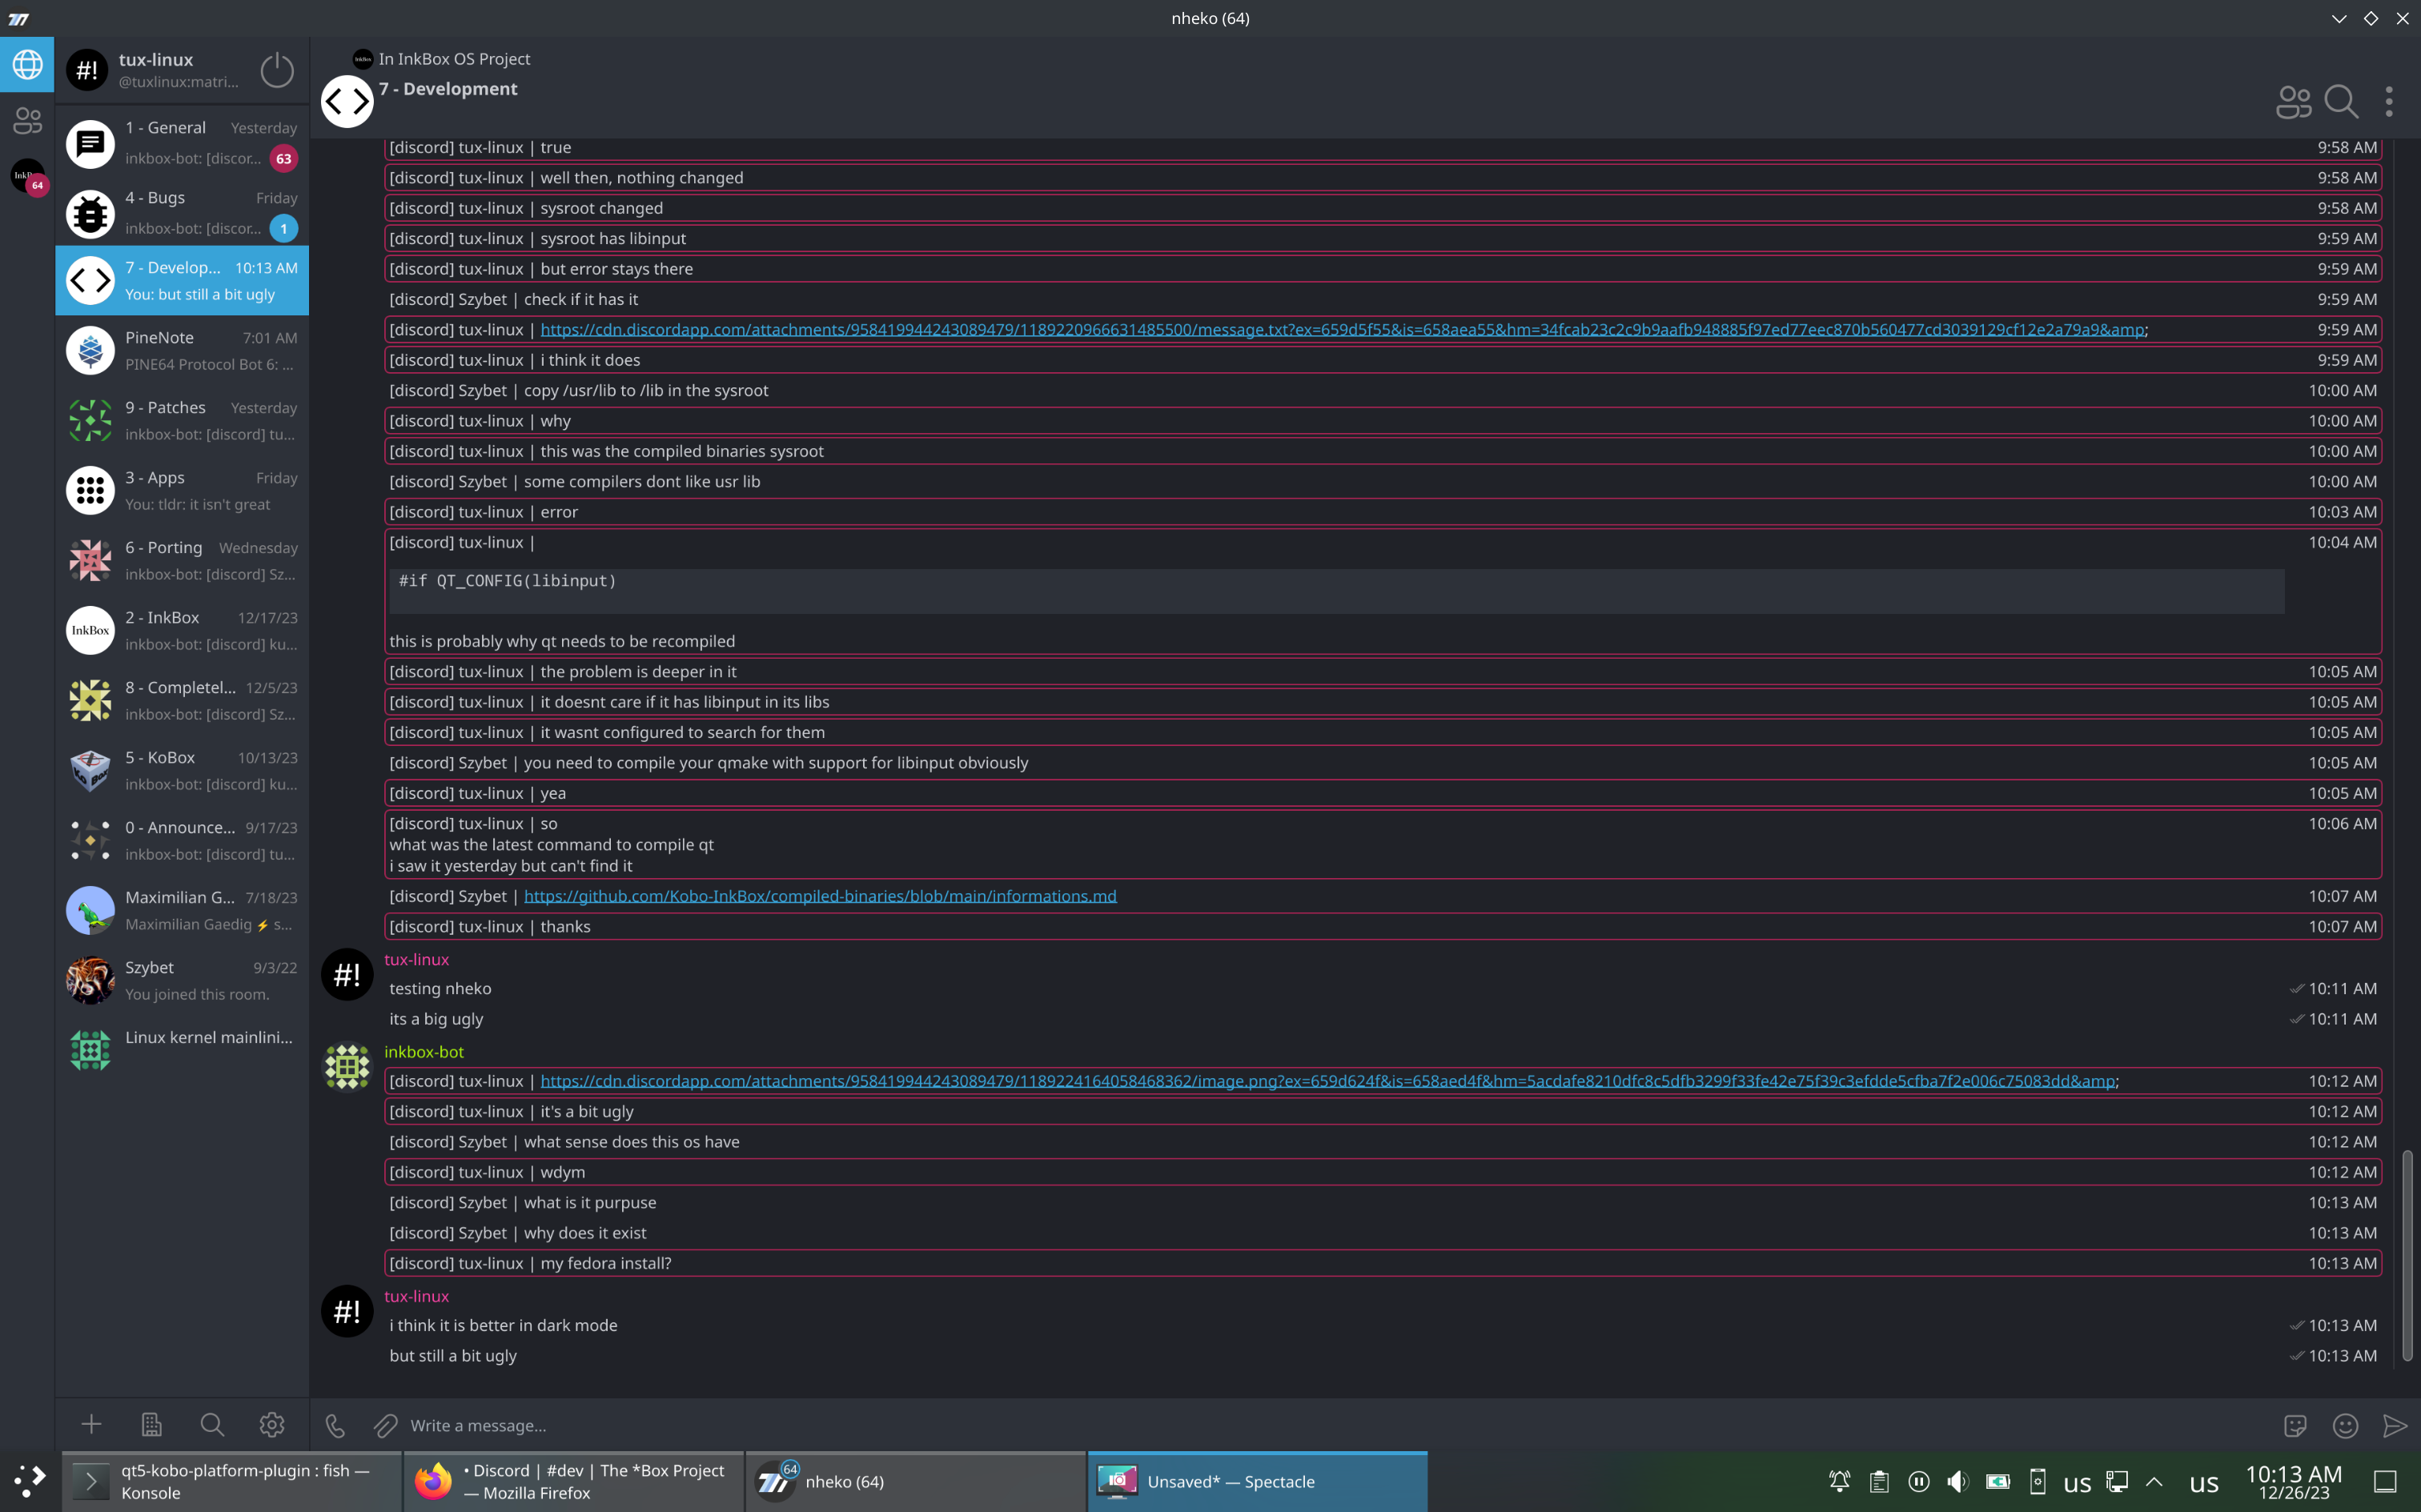 nheko (64)
#!
tux-linux
@tuxlinux:matri...
1 - General Yesterday
inkbox-bot: [discor... 63
64
4 - Bugs Friday
inkbox-bot: [discor... 1
7 - Develop... 10:13 AM
You: but still a bit ugly
PineNote 7:01 AM
PINE64 Protocol Bot 6: ...
9 - Patches Yesterday
inkbox-bot: [discord] tu...
3 - Apps Friday
You: tldr: it isn't great
6 - Porting Wednesday
inkbox-bot: [discord] Sz...
InkBox
2 - InkBox 12/17/23
inkbox-bot: [discord] ku...
8 - Completel... 12/5/23
inkbox-bot: [discord] Sz...
5 - KoBox 10/13/23
inkbox-bot: [discord] ku...
0 - Announce... 9/17/23
inkbox-bot: [discord] tu...
Maximilian G... 7/18/23
Maximilian Gaedig ⚡ s...
Szybet 9/3/22
You joined this room.
Linux kernel mainlini...
In InkBox OS Project
7 - Development
[discord] tux-linux | true 9:58 AM
[discord] tux-linux | well then, nothing changed 9:58 AM
[discord] tux-linux | sysroot changed 9:58 AM
[discord] tux-linux | sysroot has libinput 9:59 AM
[discord] tux-linux | but error stays there 9:59 AM
[discord] Szybet | check if it has it 9:59 AM
[discord] tux-linux | https://cdn.discordapp.com/attachments/958419944243089479/1189220966631485500/message.txt?ex=659d5f55&is=658aea55&hm=34fcab23c2c9b9aafb948885f97ed77eec870b560477cd3039129cf12e2a79a9&amp; 9:59 AM
[discord] tux-linux | i think it does 9:59 AM
[discord] Szybet | copy /usr/lib to /lib in the sysroot 10:00 AM
[discord] tux-linux | why 10:00 AM
[discord] tux-linux | this was the compiled binaries sysroot 10:00 AM
[discord] Szybet | some compilers dont like usr lib 10:00 AM
[discord] tux-linux | error 10:03 AM
[discord] tux-linux | 10:04 AM
#if QT_CONFIG(libinput)
this is probably why qt needs to be recompiled
[discord] tux-linux | the problem is deeper in it 10:05 AM
[discord] tux-linux | it doesnt care if it has libinput in its libs 10:05 AM
[discord] tux-linux | it wasnt configured to search for them 10:05 AM
[discord] Szybet | you need to compile your qmake with support for libinput obviously 10:05 AM
[discord] tux-linux | yea 10:05 AM
[discord] tux-linux | so 10:06 AM
what was the latest command to compile qt
i saw it yesterday but can't find it
[discord] Szybet | https://github.com/Kobo-InkBox/compiled-binaries/blob/main/informations.md 10:07 AM
[discord] tux-linux | thanks 10:07 AM
tux-linux
#!
testing nheko 10:11 AM
its a big ugly 10:11 AM
inkbox-bot
[discord] tux-linux | https://cdn.discordapp.com/attachments/958419944243089479/1189224164058468362/image.png?ex=659d624f&is=658aed4f&hm=5acdafe8210dfc8c5dfb3299f33fe42e75f39c3efdde5cfba7f2e006c75083dd&amp; 10:12 AM
[discord] tux-linux | it's a bit ugly 10:12 AM
[discord] Szybet | what sense does this os have 10:12 AM
[discord] tux-linux | wdym 10:12 AM
[discord] Szybet | what is it purpuse 10:13 AM
[discord] Szybet | why does it exist 10:13 AM
[discord] tux-linux | my fedora install? 10:13 AM
tux-linux
#!
i think it is better in dark mode 10:13 AM
but still a bit ugly 10:13 AM
Write a message...
qt5-kobo-platform-plugin : fish —
Konsole
• Discord | #dev | The *Box Project
— Mozilla Firefox
64
nheko (64)
Unsaved* — Spectacle
us
us
10:13 AM
12/26/23